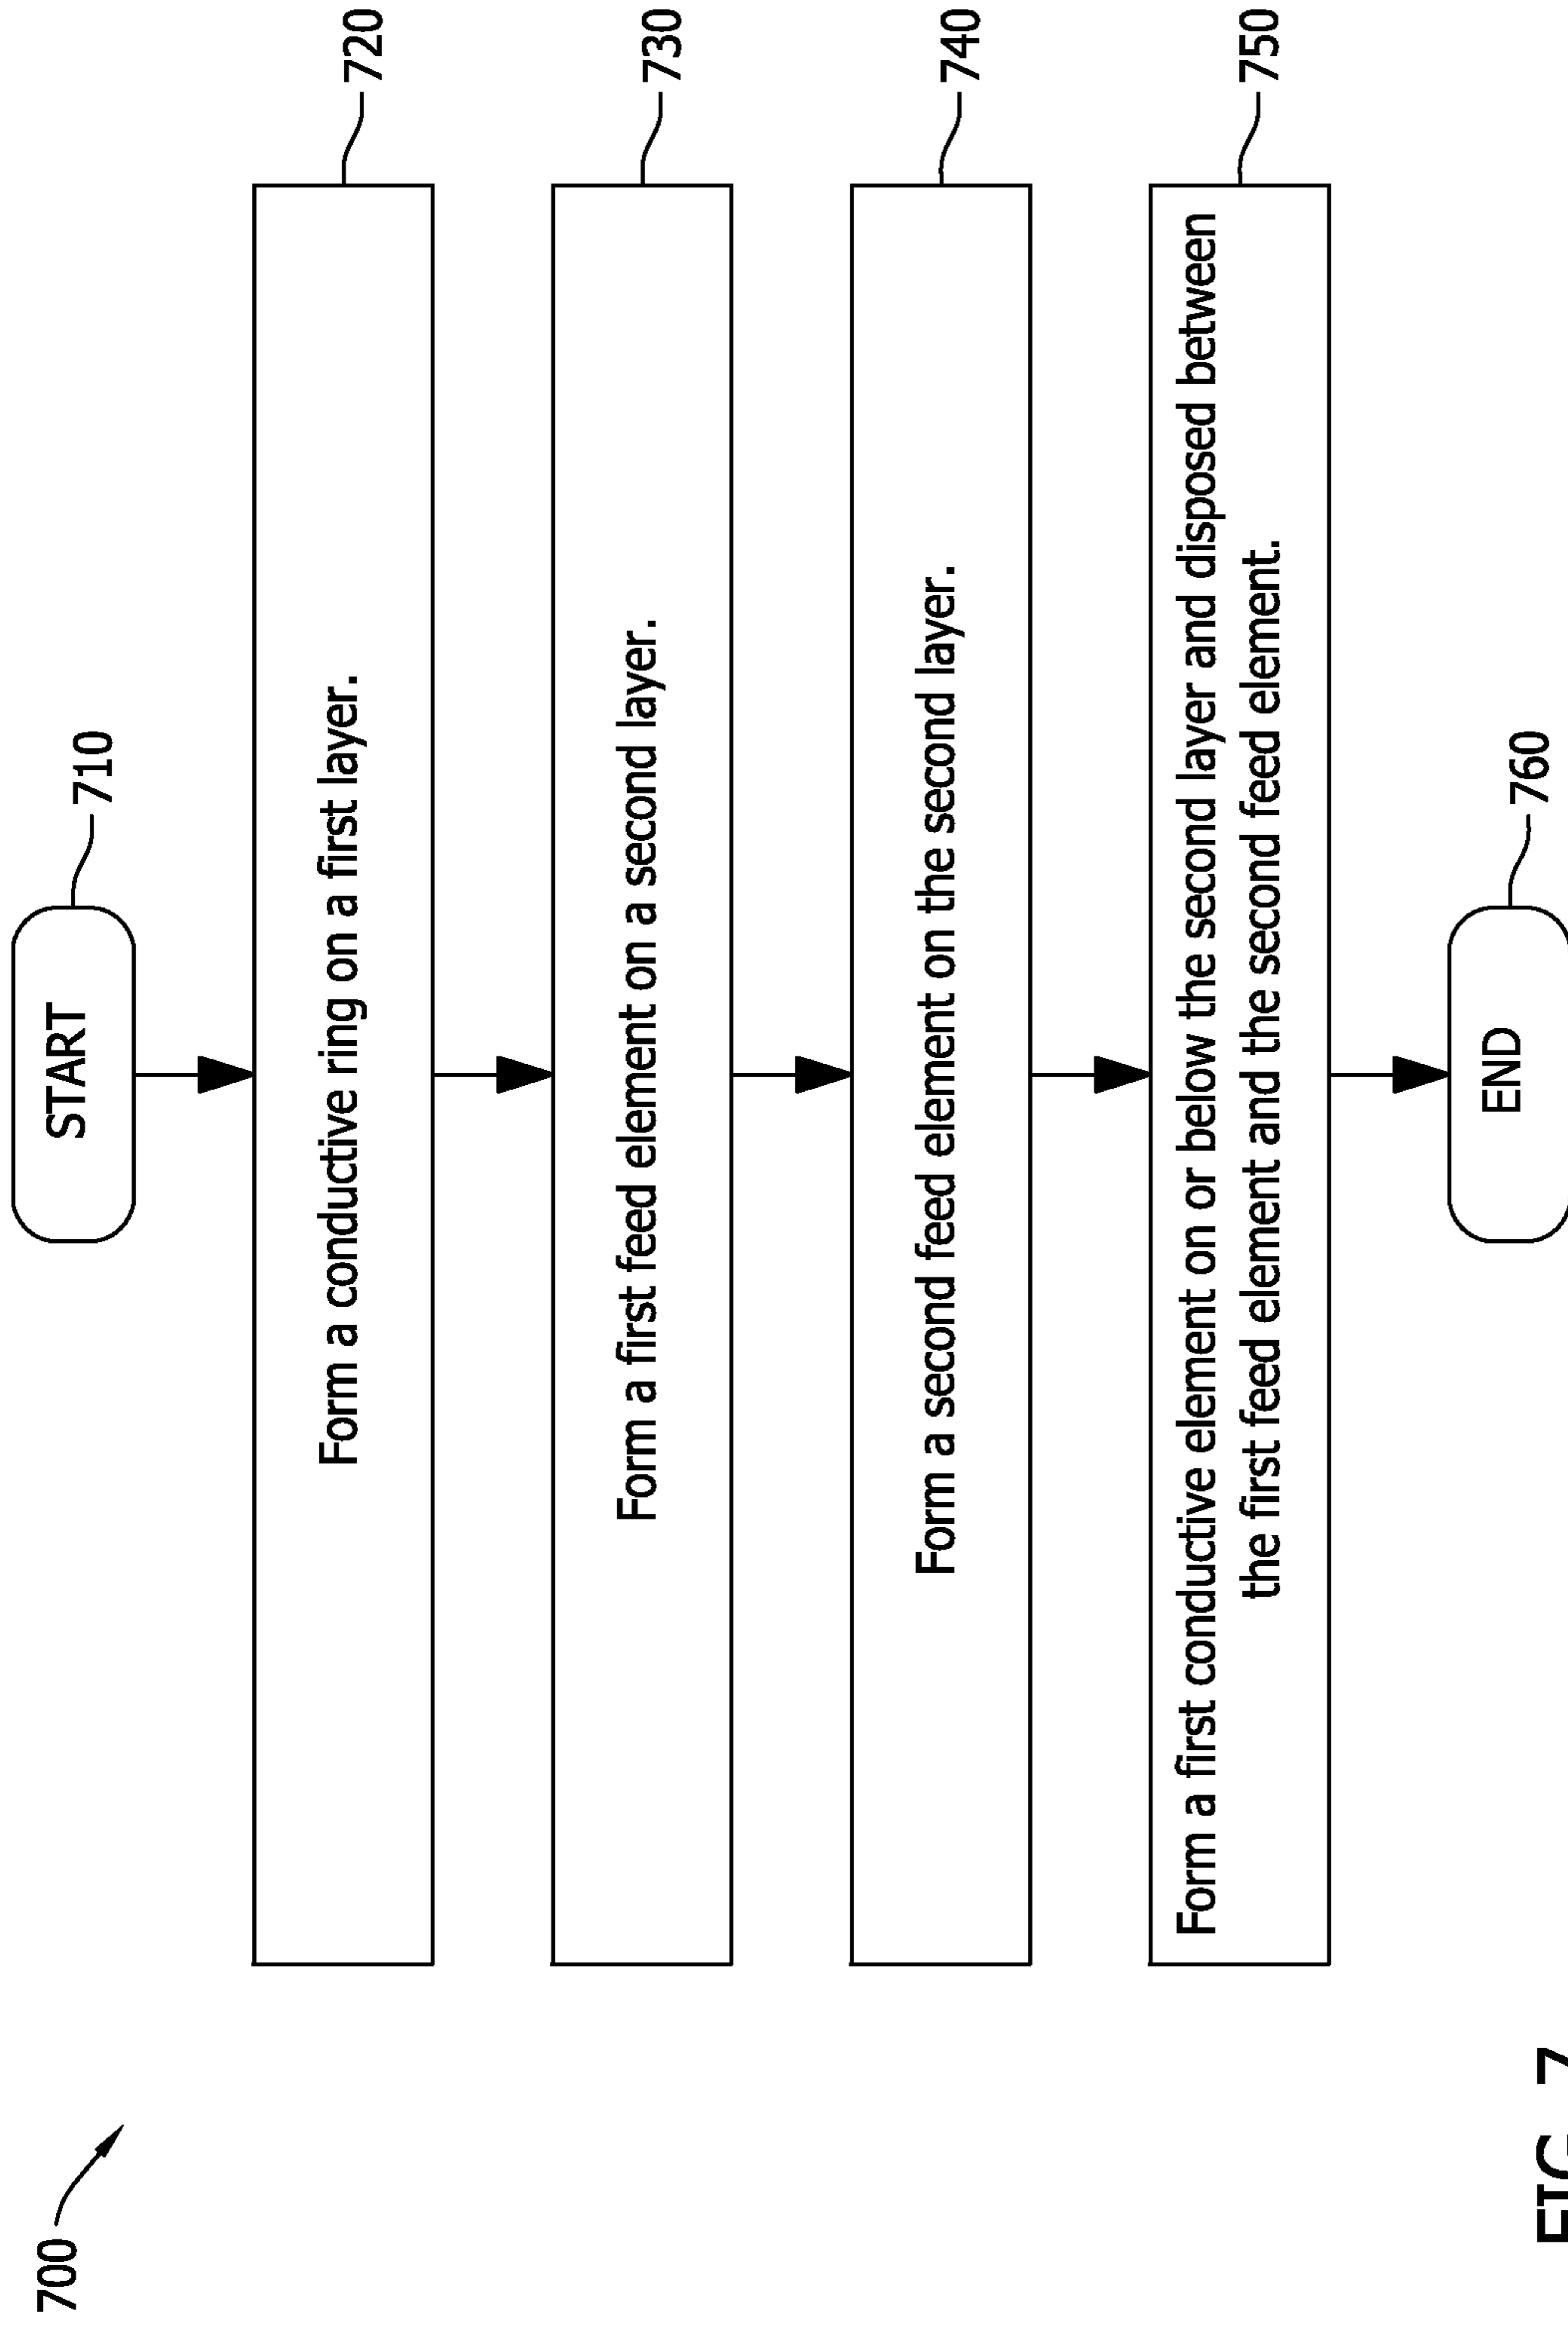 700
START
710
Form a conductive ring on a first layer.
720
Form a first feed element on a second layer.
730
Form a second feed element on the second layer.
740
Form a first conductive element on or below the second layer and disposed between
the first feed element and the second feed element.
750
END
760
FIG. 7